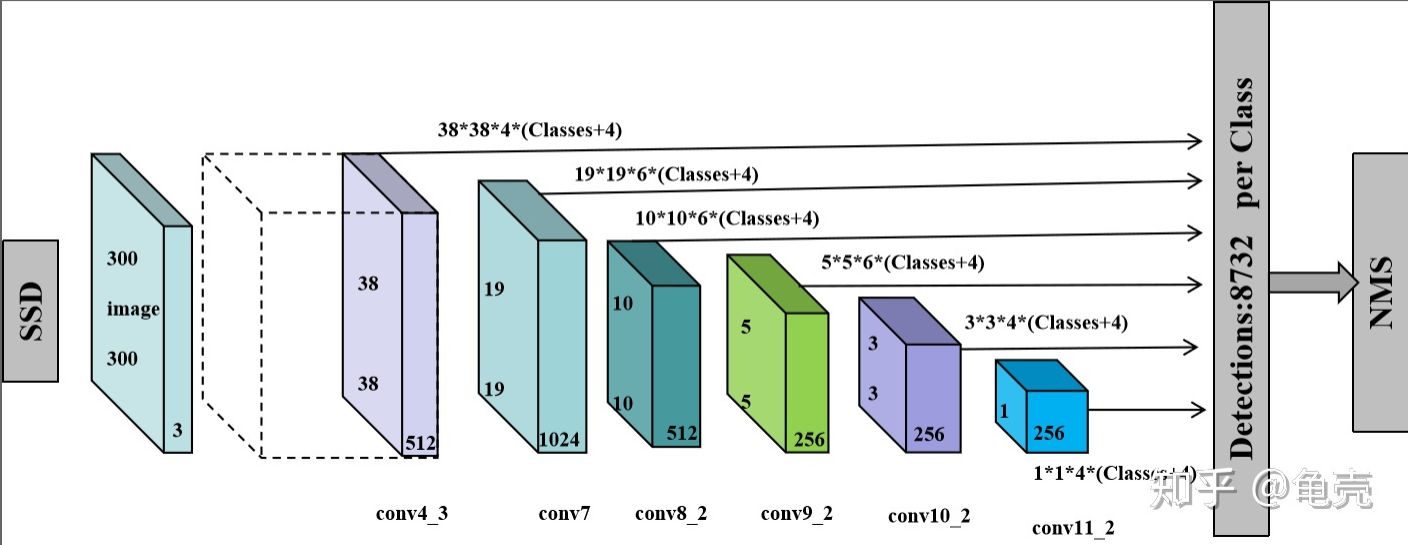 SSD
300
image
300
3
38*38*4*(Classes+4)
38
38
512
conv4_3
19*19*6*(Classes+4)
19
19
1024
conv7
10*10*6*(Classes+4)
10
10
512
conv8_2
5*5*6*(Classes+4)
5
5
256
conv9_2
3*3*4*(Classes+4)
3
3
256
conv10_2
1
256
1*1*4*(Classes+4)
conv11_2
Detections:8732 per Class
NMS
知乎 @龟壳